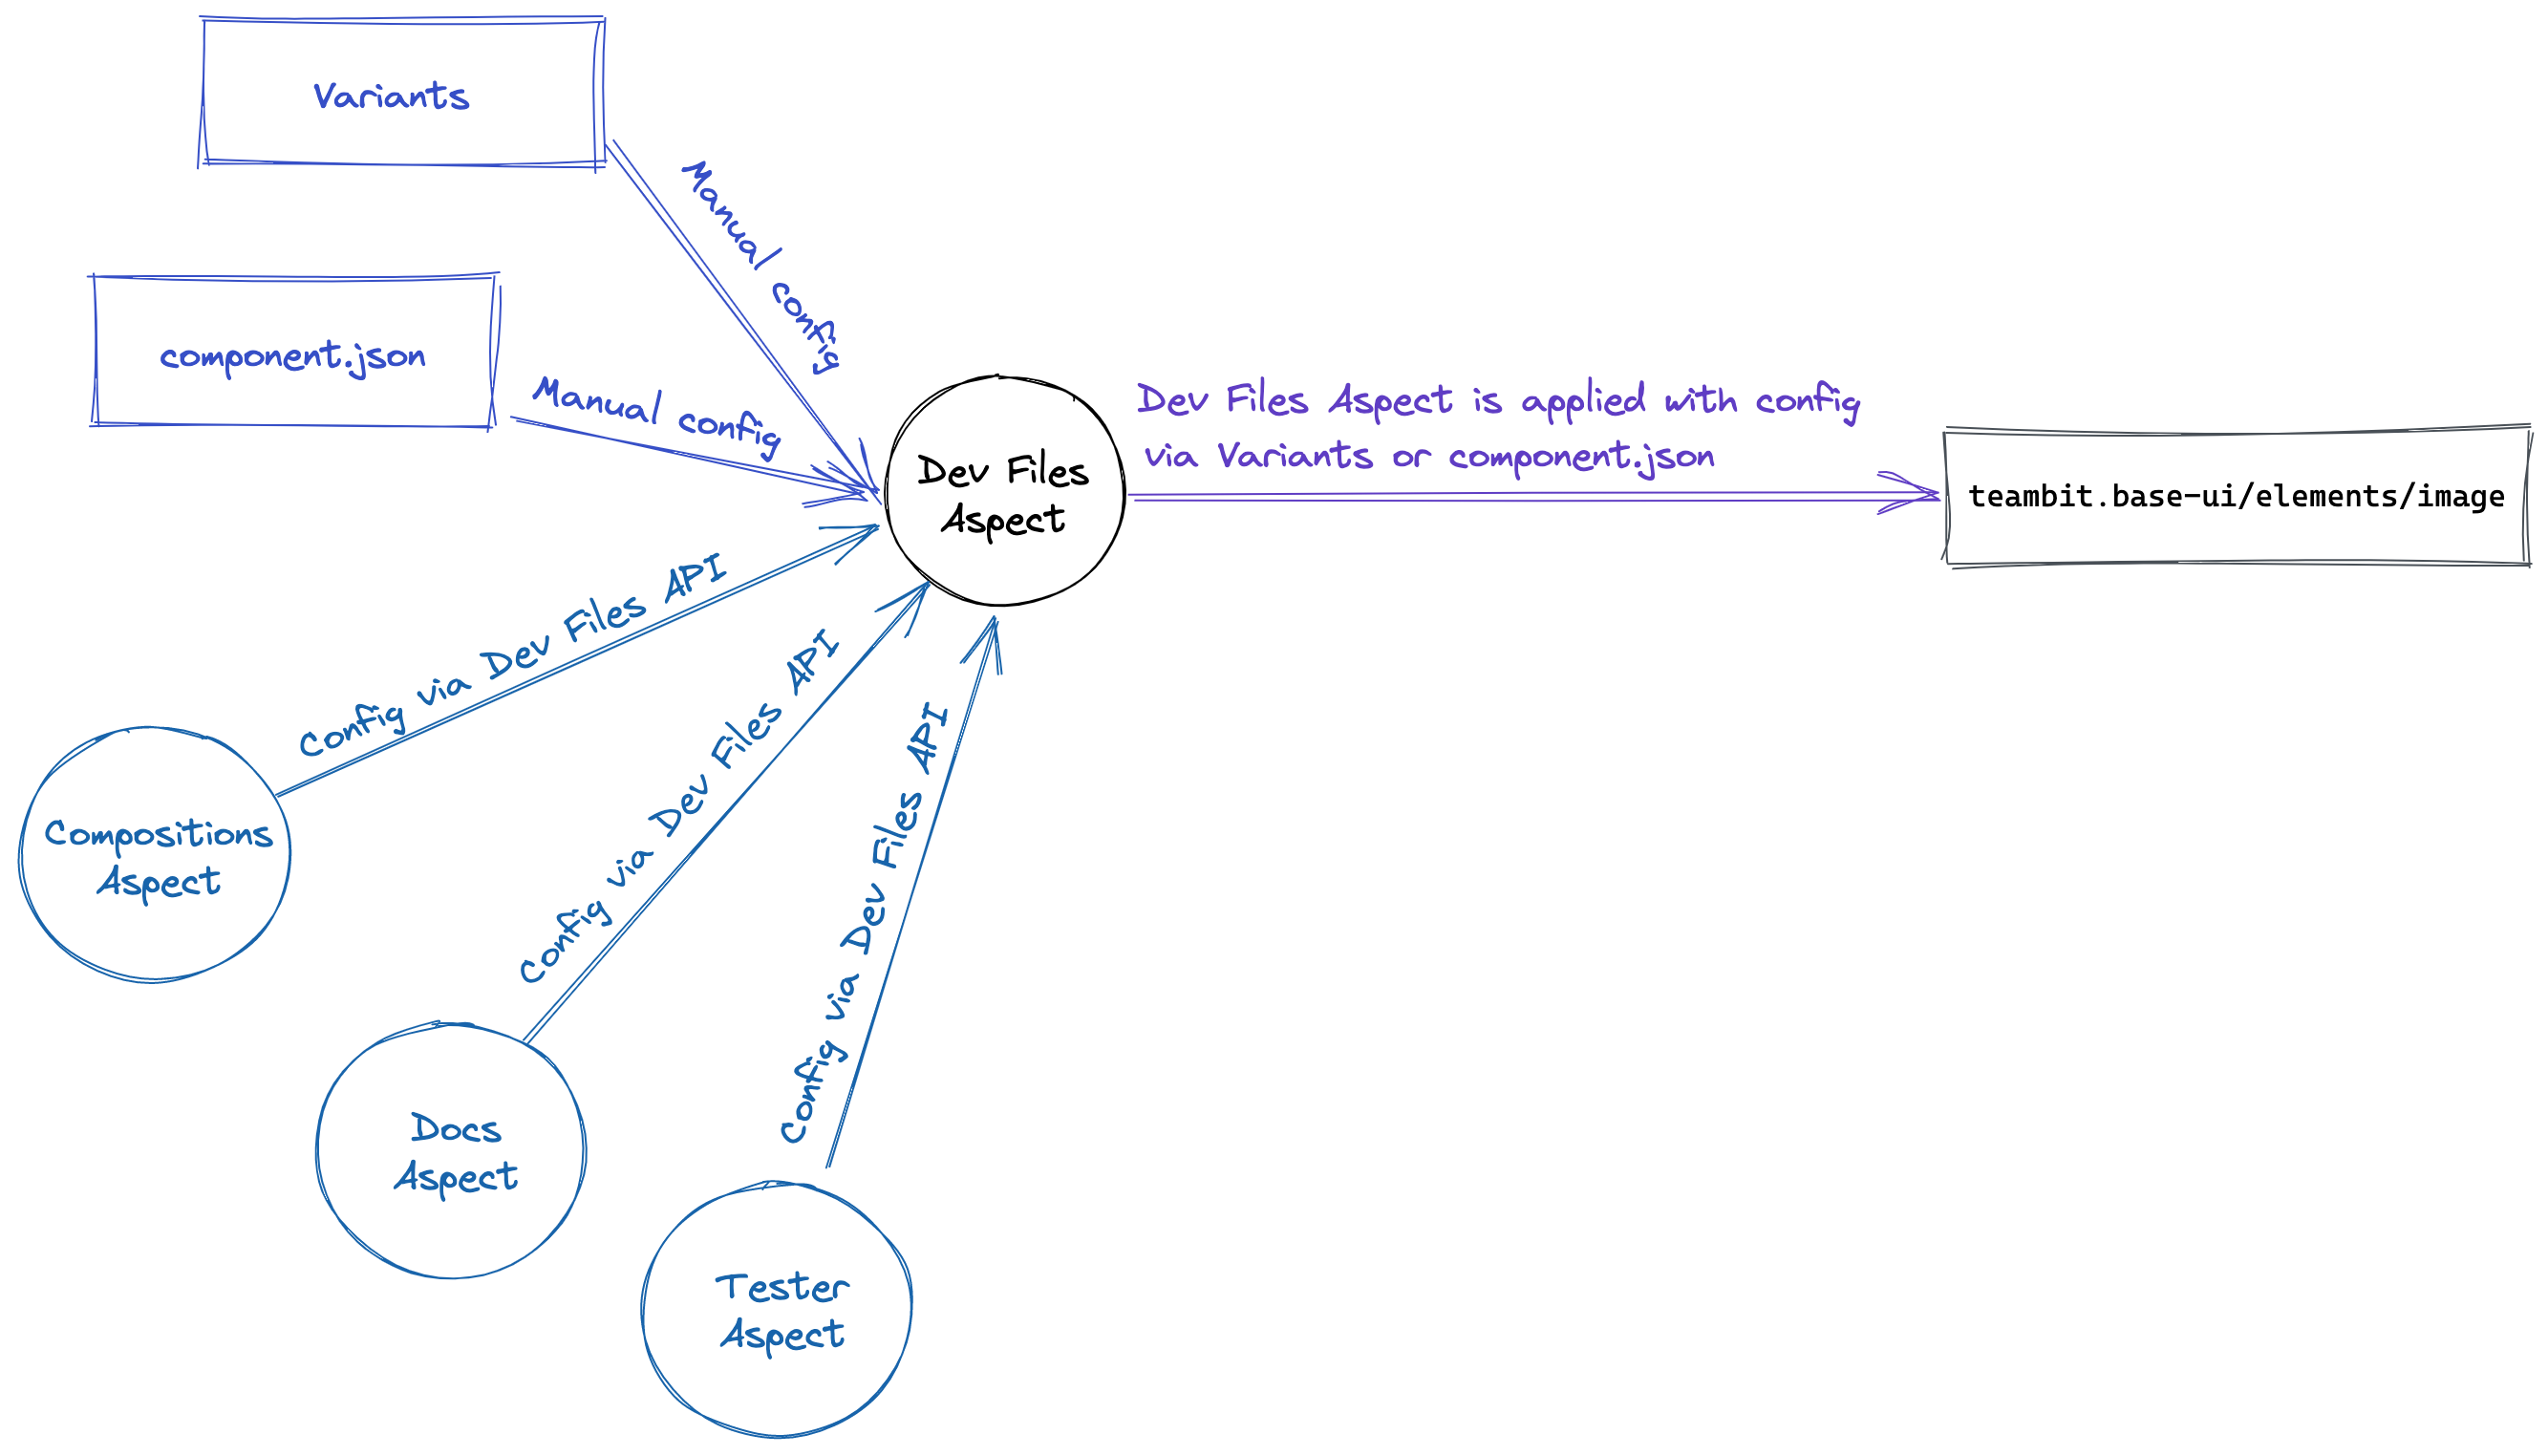 Variants
Manual config
component.json
Manual config
Dev Files
Aspect
Dev Files Aspect is applied with config
via Variants or component.json
teambit.base-ui/elements/image
Config via Dev Files API
Compositions
Aspect
Config via Dev Files API
Docs
Aspect
Config via Dev Files API
Tester
Aspect